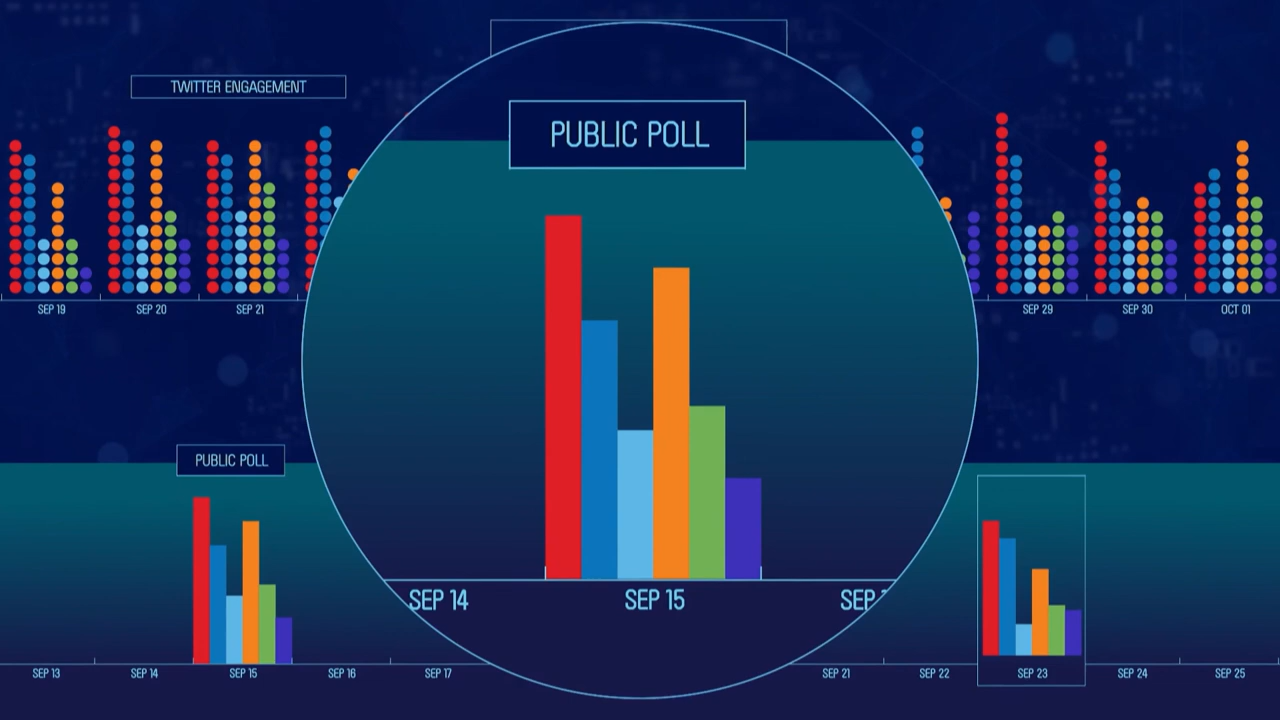 TWITTER ENGAGEMENT
SEP 19
SEP 20
SEP 21
SEP 29
SEP 30
OCT 01
PUBLIC POLL
SEP 14
SEP 15
SEP
PUBLIC POLL
SEP 13
SEP 14
SEP 15
SEP 16
SEP 17
SEP 21
SEP 22
SEP 23
SEP 24
SEP 25